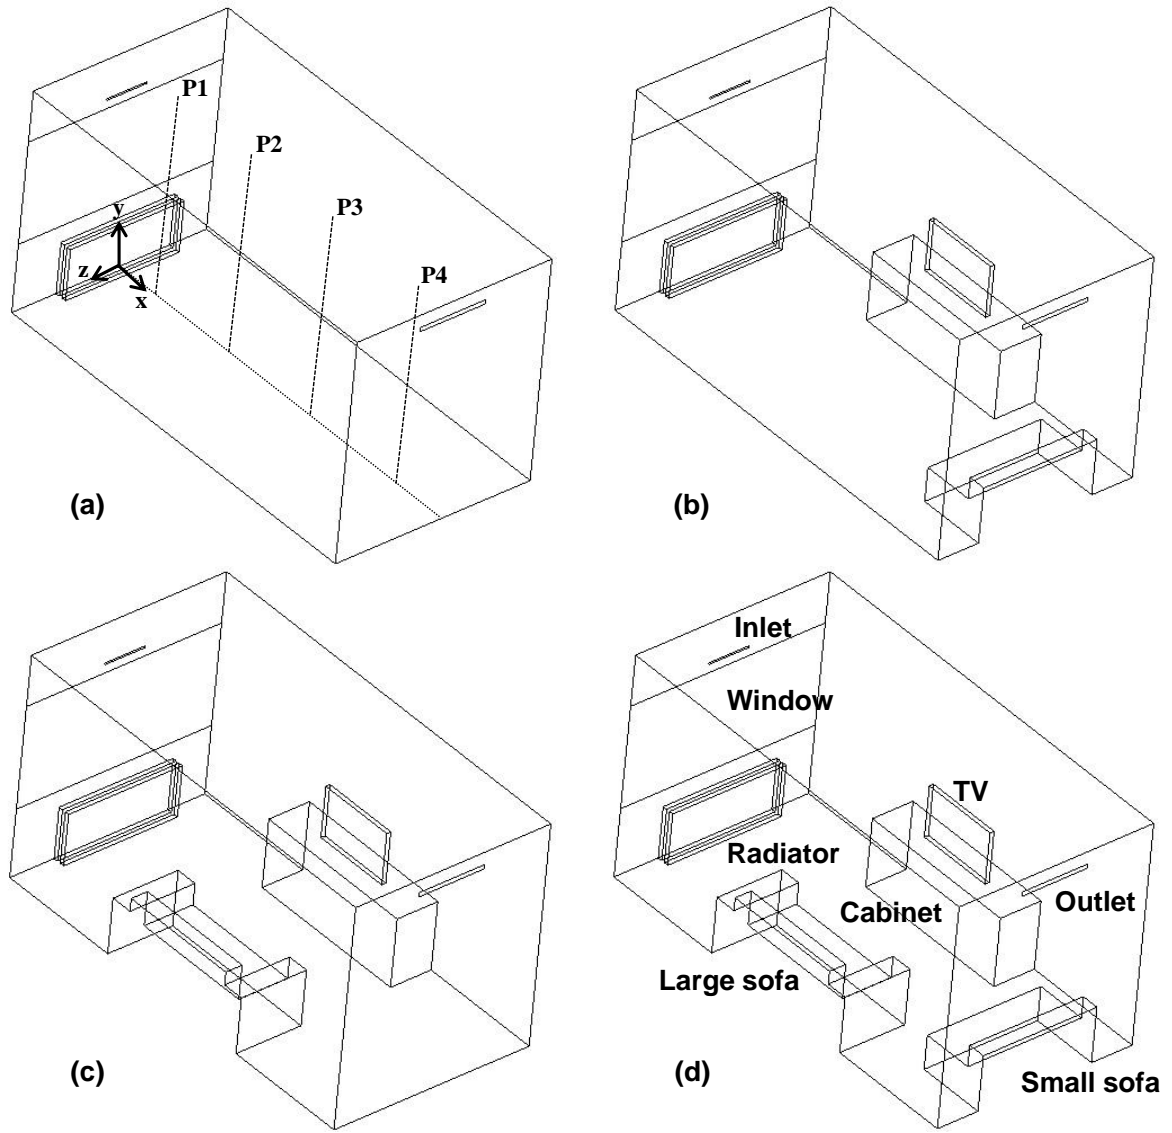 P1
P2
P3
P4
y
z
x
(a)
(b)
(c)
Inlet
Window
TV
Radiator
Cabinet
Outlet
Large sofa
Small sofa
(d)